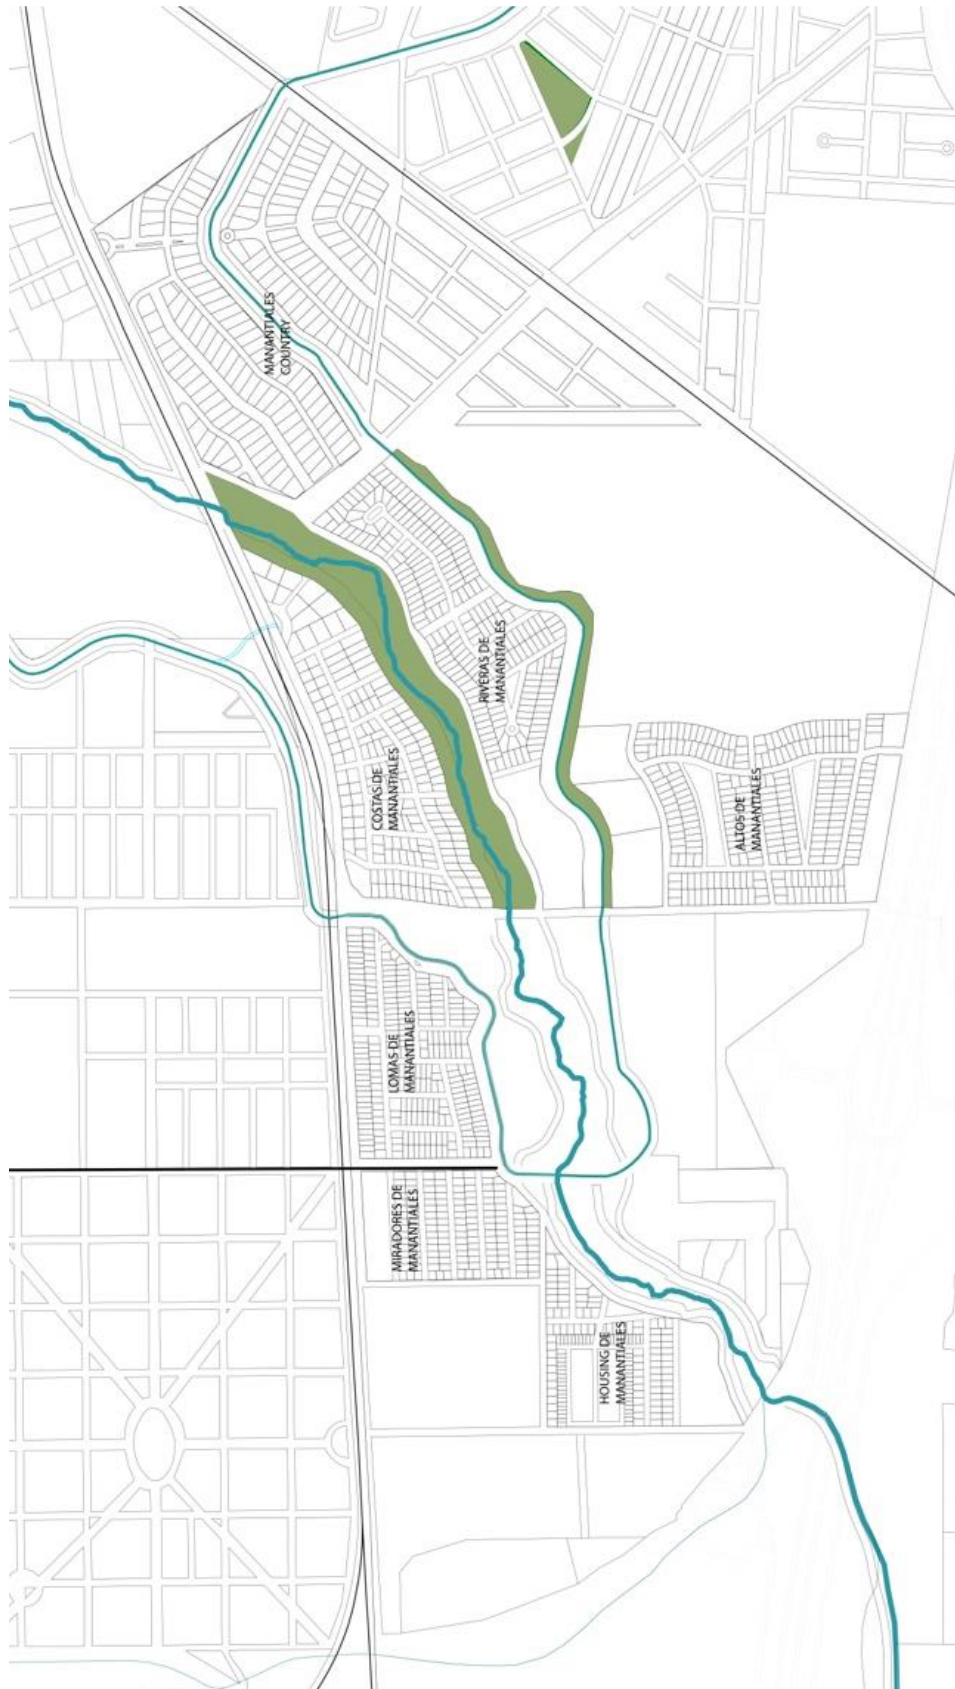 MANANTIALES
COUNTRY
RIVERAS DE
MANANTIALES
COSTAS DE
MANANTIALES
ALTOS DE
MANANTIALES
LOMAS DE
MANANTIALES
MIRADORES DE
MANANTIALES
HOUSING DE
MANANTIALES